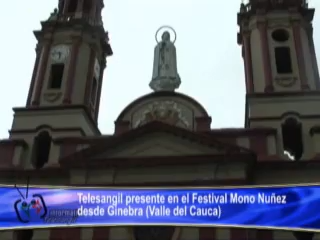 Telesangil presente en el Festival Mono Nuñez
desde Ginebra (Valle del Cauca)